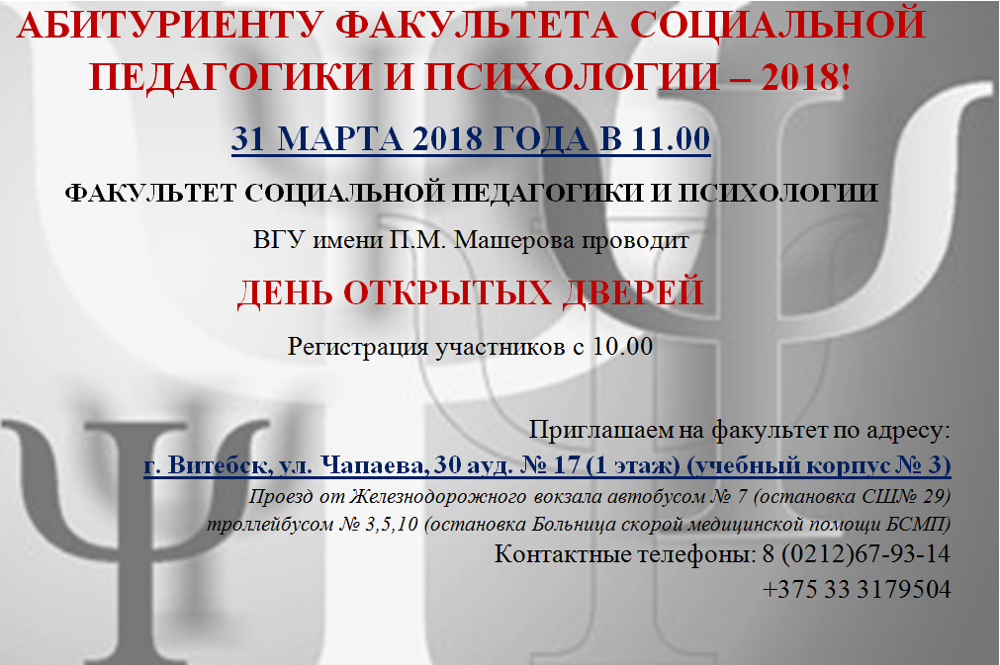 АБИТУРИЕНТУ ФАКУЛЬТЕТА СОЦИАЛЬНОЙ
ПЕДАГОГИКИ И ПСИХОЛОГИИ – 2018!
31 МАРТА 2018 ГОДА В 11.00
ФАКУЛЬТЕТ СОЦИАЛЬНОЙ ПЕДАГОГИКИ И ПСИХОЛОГИИ
ВГУ имени П.М. Машерова проводит
ДЕНЬ ОТКРЫТЫХ ДВЕРЕЙ
Регистрация участников с 10.00
Приглашаем на факультет по адресу:
г. Витебск, ул. Чапаева, 30 ауд. № 17 (1 этаж) (учебный корпус № 3)
Проезд от Железнодорожного вокзала автобусом № 7 (остановка СШ№ 29)
троллейбусом № 3,5,10 (остановка Больница скорой медицинской помощи БСМП)
Контактные телефоны: 8 (0212)67-93-14
+375 33 3179504